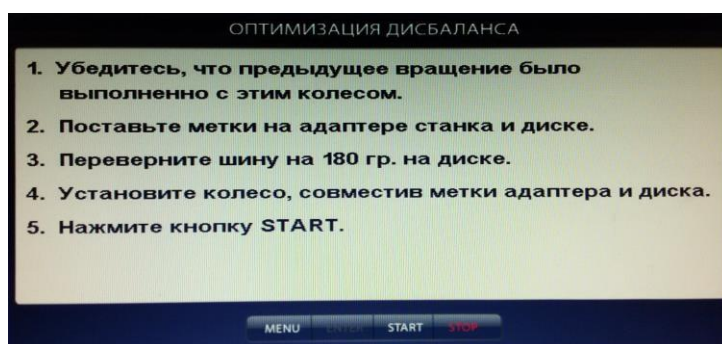 ОПТИМИЗАЦИЯ ДИСБАЛАНСА
1. Убедитесь, что предыдущее вращение было
выполненно с этим колесом.
2. Поставьте метки на адаптере станка и диске.
3. Переверните шину на 180 гр. на диске.
4. Установите колесо, совместив метки адаптера и диска.
5. Нажмите кнопку START.
MENU ENTER START STOP